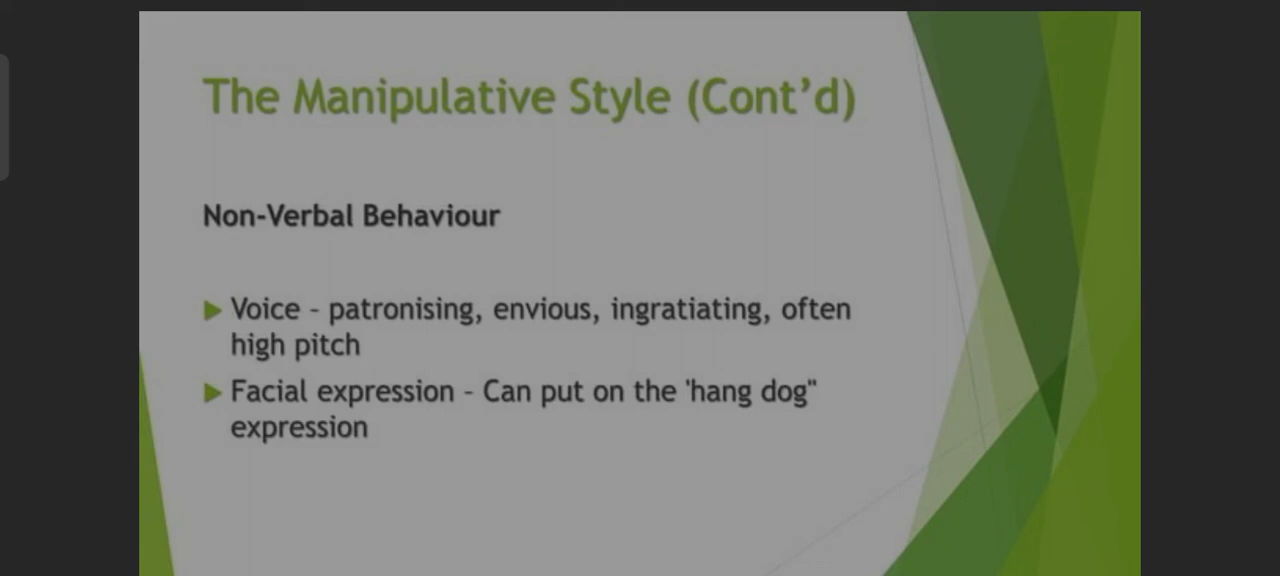 The Manipulative Style (Cont’d)
Non-Verbal Behaviour
Voice – patronising, envious, ingratiating, often
high pitch
Facial expression – Can put on the 'hang dog"
expression